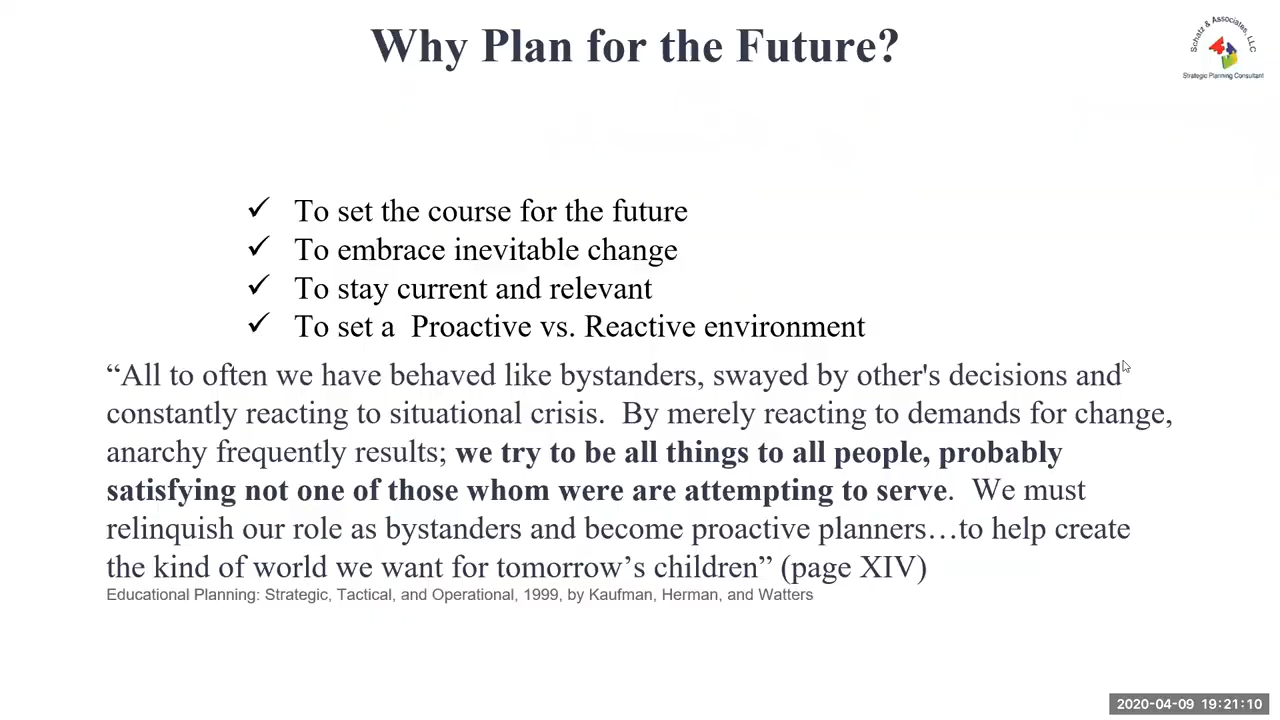 Why Plan for the Future?
Schatz & Associates, LLC
Strategic Planning Consultant
✓ To set the course for the future
✓ To embrace inevitable change
✓ To stay current and relevant
✓ To set a  Proactive vs. Reactive environment
“All to often we have behaved like bystanders, swayed by other's decisions and
constantly reacting to situational crisis.  By merely reacting to demands for change,
anarchy frequently results; we try to be all things to all people, probably
satisfying not one of those whom were are attempting to serve.  We must
relinquish our role as bystanders and become proactive planners…to help create
the kind of world we want for tomorrow’s children” (page XIV)
Educational Planning: Strategic, Tactical, and Operational, 1999, by Kaufman, Herman, and Watters
2020-04-09 19:21:10